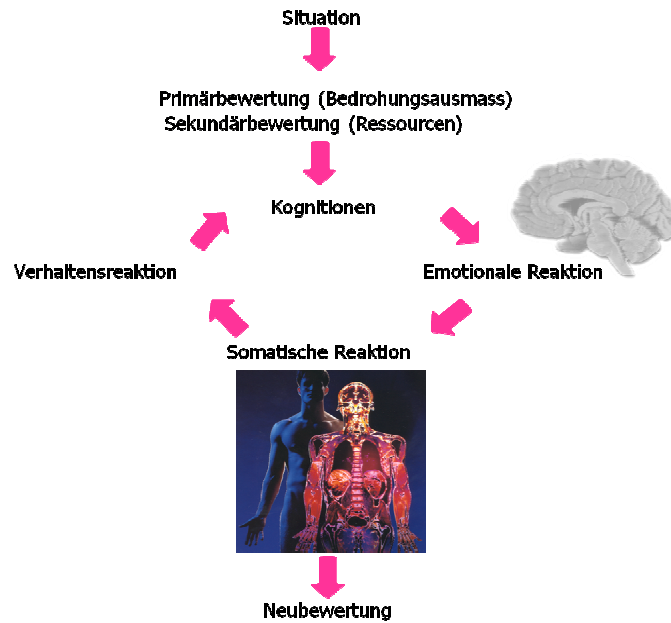 Situation
Primärbewertung (Bedrohungsausmass)
Sekundärbewertung (Ressourcen)
Kognitionen
Verhaltensreaktion
Emotionale Reaktion
Somatische Reaktion
Neubewertung